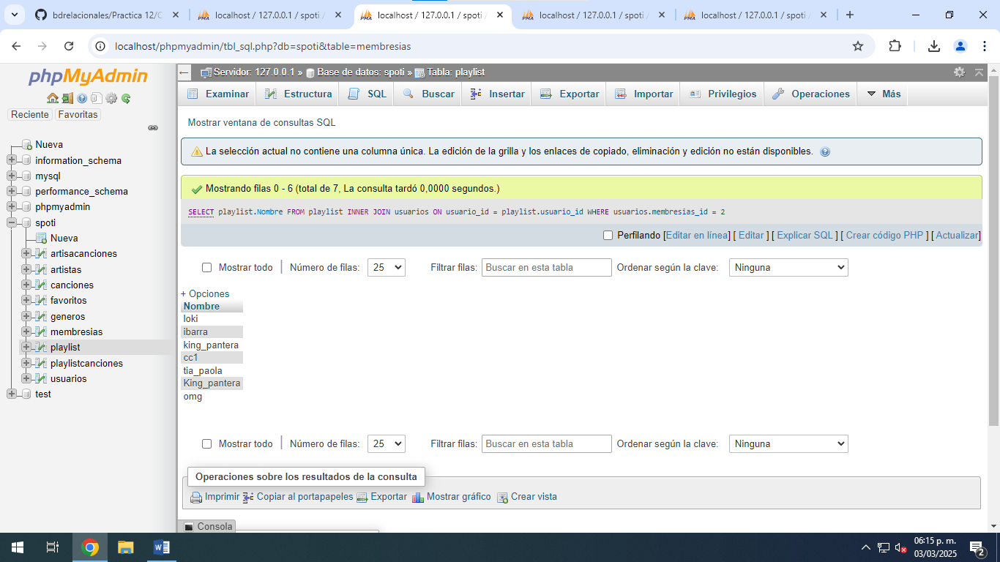 bdrelacionales/Practica 12/C
localhost / 127.0.0.1 / spoti
localhost / 127.0.0.1 / spoti
localhost / 127.0.0.1 / spoti
localhost / 127.0.0.1 / spoti
localhost/phpmyadmin/tbl_sql.php?db=spoti&table=membresias
phpMyAdmin
Reciente Favoritas
Nueva
information_schema
mysql
performance_schema
phpmyadmin
spoti
Nueva
artisacanciones
artistas
canciones
favoritos
generos
membresias
playlist
playlistcanciones
usuarios
test
Servidor: 127.0.0.1 » Base de datos: spoti » Tabla: playlist
Examinar Estructura SQL Buscar Insertar Exportar Importar Privilegios Operaciones Más
Mostrar ventana de consultas SQL
La selección actual no contiene una columna única. La edición de la grilla y los enlaces de copiado, eliminación y edición no están disponibles.
Mostrando filas 0 - 6 (total de 7, La consulta tardó 0,0000 segundos.)
SELECT playlist.Nombre FROM playlist INNER JOIN usuarios ON usuario_id = playlist.usuario_id WHERE usuarios.membresias_id = 2
Perfilando [Editar en línea] [ Editar ] [ Explicar SQL ] [ Crear código PHP ] [ Actualizar]
Mostrar todo | Número de filas: 25 Filtrar filas: Buscar en esta tabla Ordenar según la clave: Ninguna
+ Opciones
Nombre
loki
ibarra
king_pantera
cc1
tia_paola
King_pantera
omg
Mostrar todo | Número de filas: 25 Filtrar filas: Buscar en esta tabla Ordenar según la clave: Ninguna
Operaciones sobre los resultados de la consulta
Imprimir Copiar al portapapeles Exportar Mostrar gráfico Crear vista
Consola
06:15 p. m.
03/03/2025
2